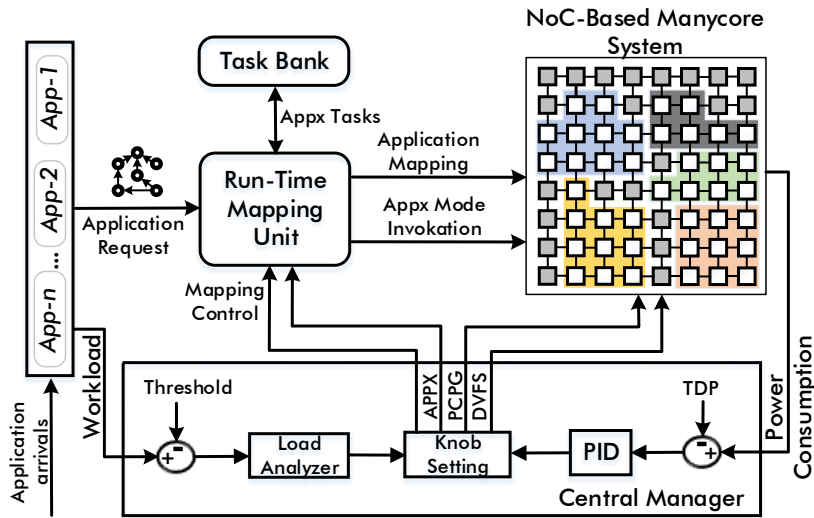 NoC-Based Manycore
System
Task Bank
App-1
App-2
...
App-n
Appx Tasks
Application
Mapping
Run-Time
Mapping
Unit
Application
Request
Appx Mode
Invokation
Mapping
Control
Workload
Application
arrivals
Threshold
APPX
PCPG
DVFS
TDP
Power
Consumption
+
-
Load
Analyzer
Knob
Setting
PID
-
+
Central Manager